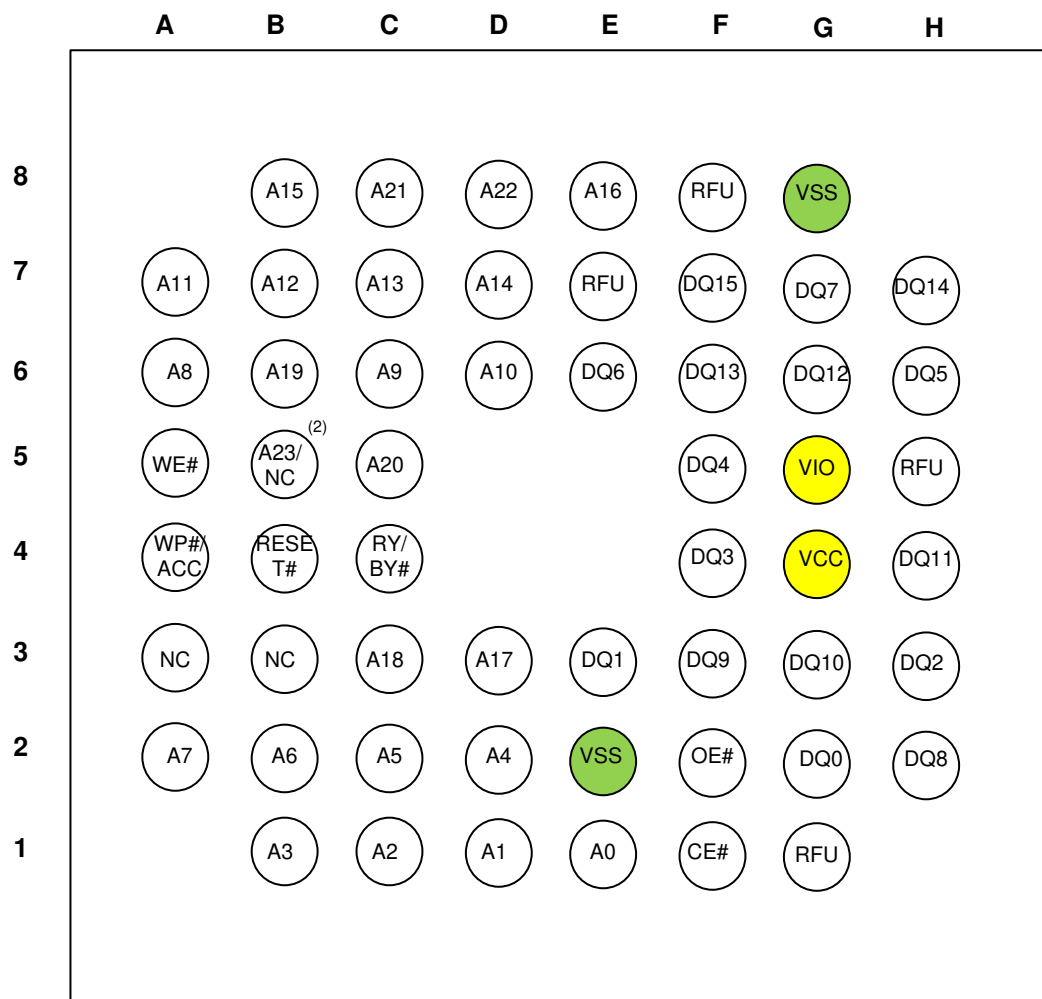 A B C D E F G H
8 A15 A21 A22 A16 RFU VSS
7 A11 A12 A13 A14 RFU DQ15 DQ7 DQ14
6 A8 A19 A9 A10 DQ6 DQ13 DQ12 DQ5
(2)
5 WE# A23/ NC A20 DQ4 VIO RFU
4 WP#/ ACC RESE T# RY/ BY# DQ3 VCC DQ11
3 NC NC A18 A17 DQ1 DQ9 DQ10 DQ2
2 A7 A6 A5 A4 VSS OE# DQ0 DQ8
1 A3 A2 A1 A0 CE# RFU